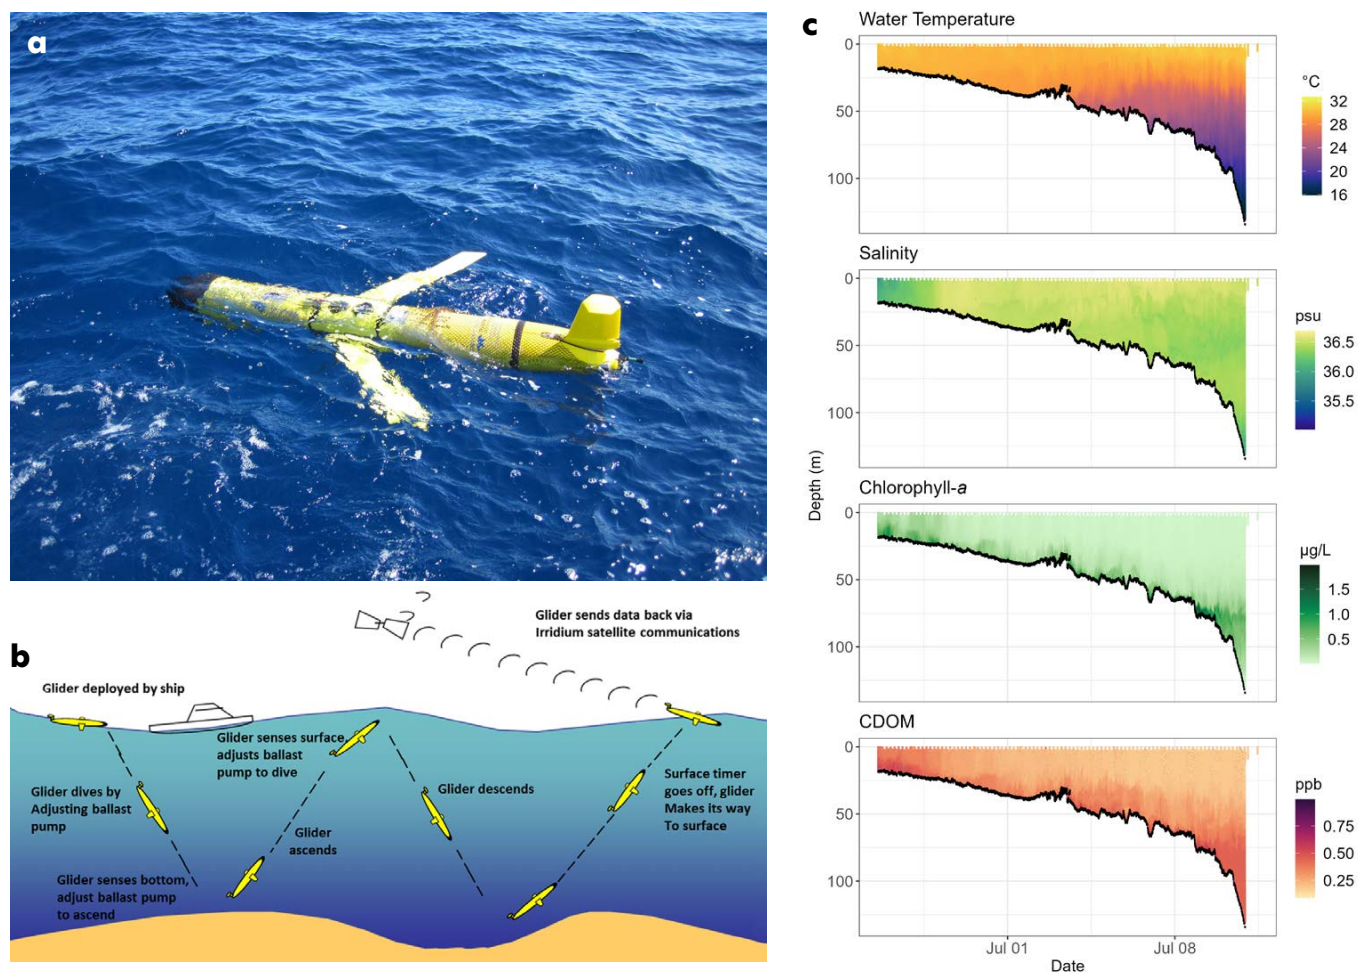 a
Glider sends data back via
Irridium satellite communications
b
Glider deployed by ship
Glider senses surface,
adjusts ballast
pump to dive
Glider dives by
Adjusting ballast
pump
Glider descends
Surface timer
goes off, glider
Makes its way
To surface
Glider
ascends
Glider senses bottom,
adjust ballast pump
to ascend
c
Water Temperature
0
50
100
°C
32
28
24
20
16
Salinity
0
50
100
psu
36.5
36.0
35.5
Depth (m)
Chlorophyll-a
0
50
100
µg/L
1.5
1.0
0.5
CDOM
0
50
100
ppb
0.75
0.50
0.25
Jul 01
Jul 08
Date